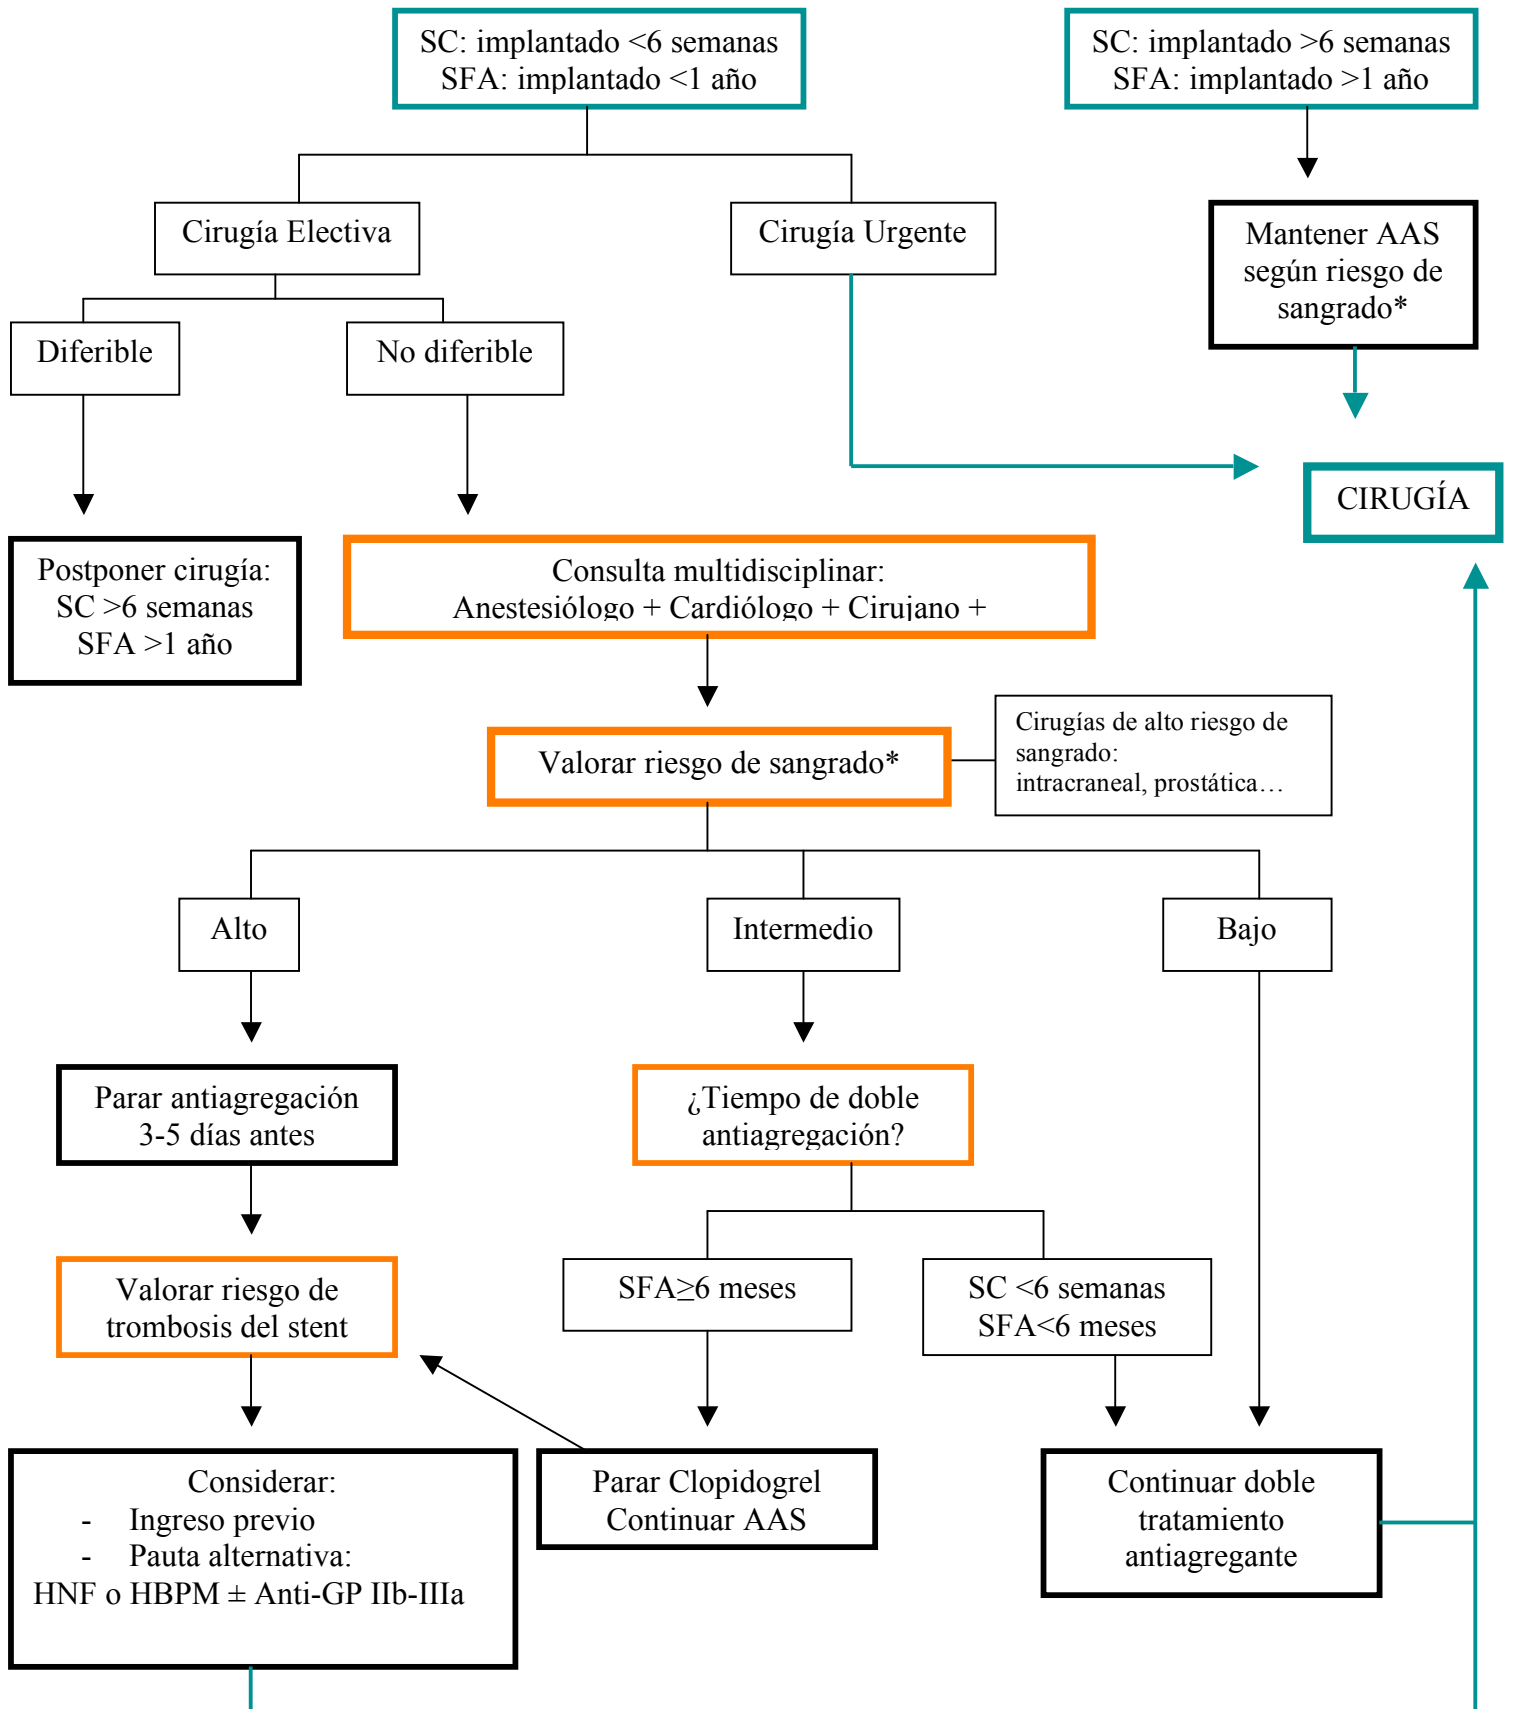 SC: implantado <6 semanas
SFA: implantado <1 año
SC: implantado >6 semanas
SFA: implantado >1 año
Cirugía Electiva
Cirugía Urgente
Mantener AAS
según riesgo de
sangrado*
Diferible
No diferible
CIRUGÍA
Postponer cirugía:
SC >6 semanas
SFA >1 año
Consulta multidisciplinar:
Anestesiólogo + Cardiólogo + Cirujano +
Valorar riesgo de sangrado*
Cirugías de alto riesgo de
sangrado:
intracraneal, prostática…
Alto
Intermedio
Bajo
Parar antiagregación
3-5 días antes
¿Tiempo de doble
antiagregación?
Valorar riesgo de
trombosis del stent
SFA≥6 meses
SC <6 semanas
SFA<6 meses
Considerar:
- Ingreso previo
- Pauta alternativa:
HNF o HBPM ± Anti-GP IIb-IIIa
Parar Clopidogrel
Continuar AAS
Continuar doble
tratamiento
antiagregante